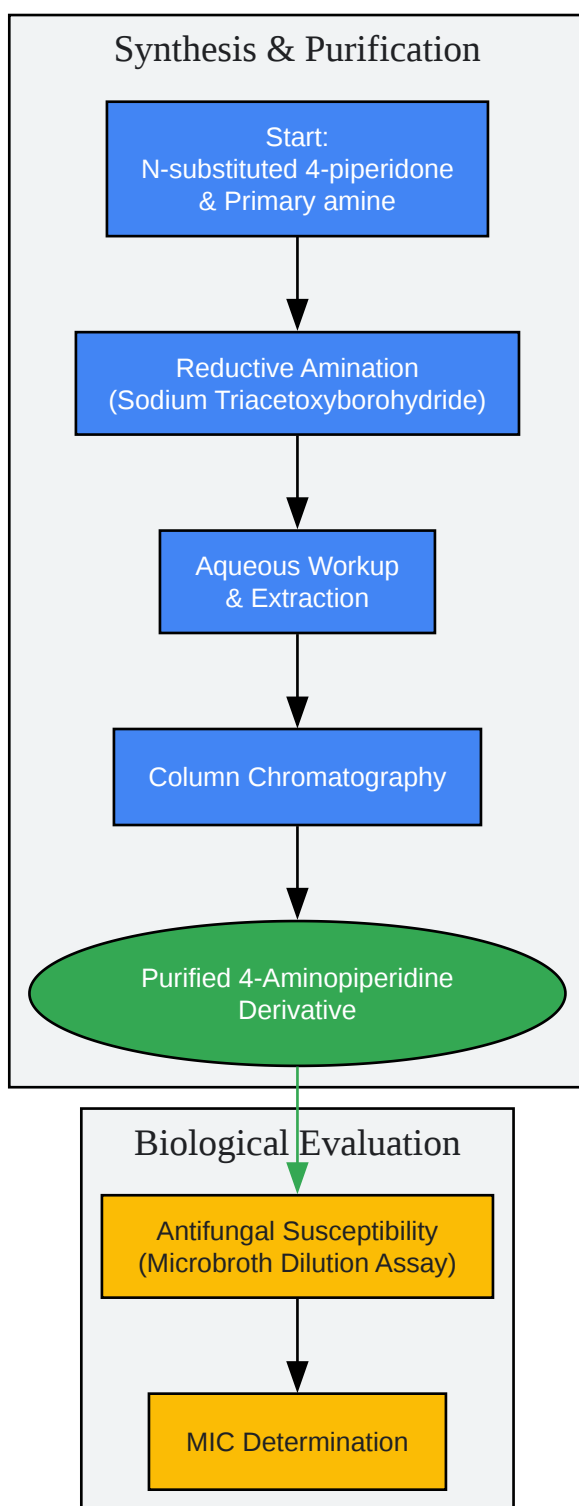 Synthesis & Purification
Start:
N-substituted 4-piperidone
& Primary amine
Reductive Amination
(Sodium Triacetoxyborohydride)
Aqueous Workup
& Extraction
Column Chromatography
Purified 4-Aminopiperidine
Derivative
Biological Evaluation
Antifungal Susceptibility
(Microbroth Dilution Assay)
MIC Determination